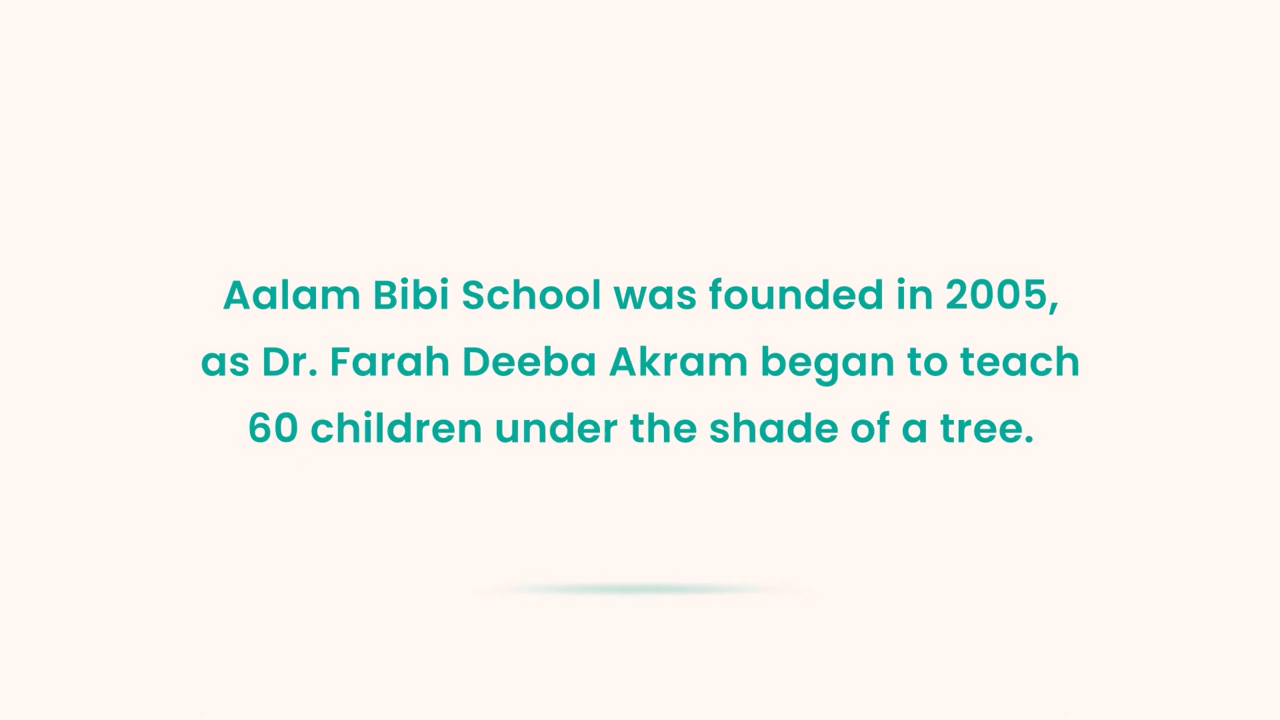 Aalam Bibi School was founded in 2005,
as Dr. Farah Deeba Akram began to teach
60 children under the shade of a tree.